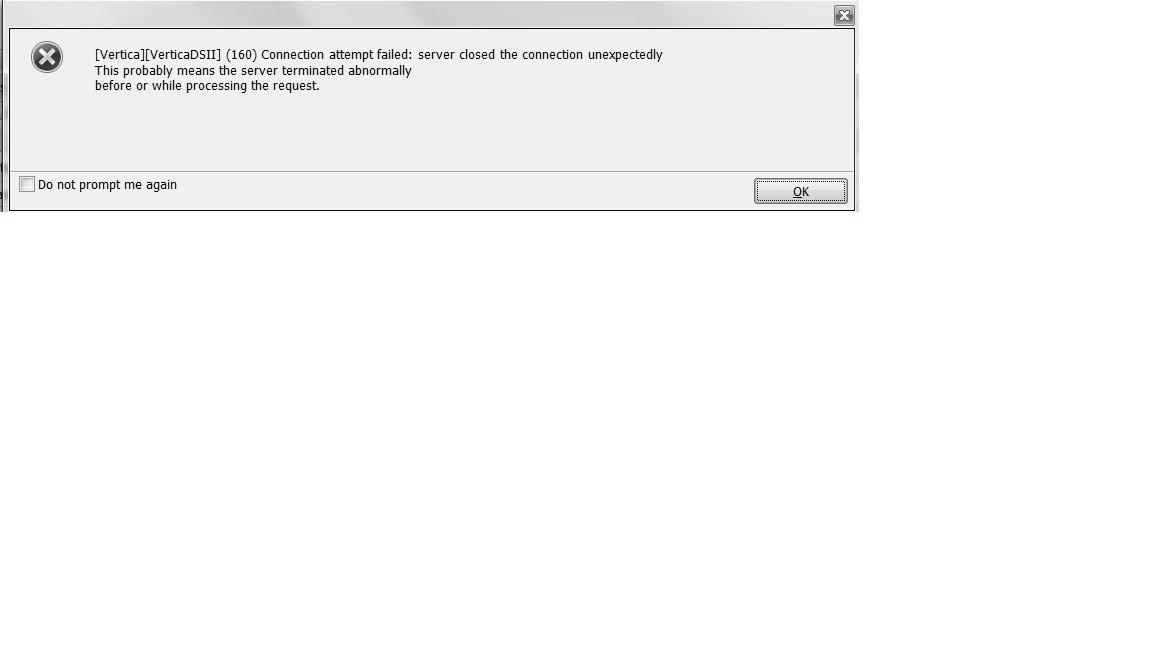 [Vertica][VerticaDSII] (160) Connection attempt failed: server closed the connection unexpectedly
This probably means the server terminated abnormally
before or while processing the request.
Do not prompt me again
OK